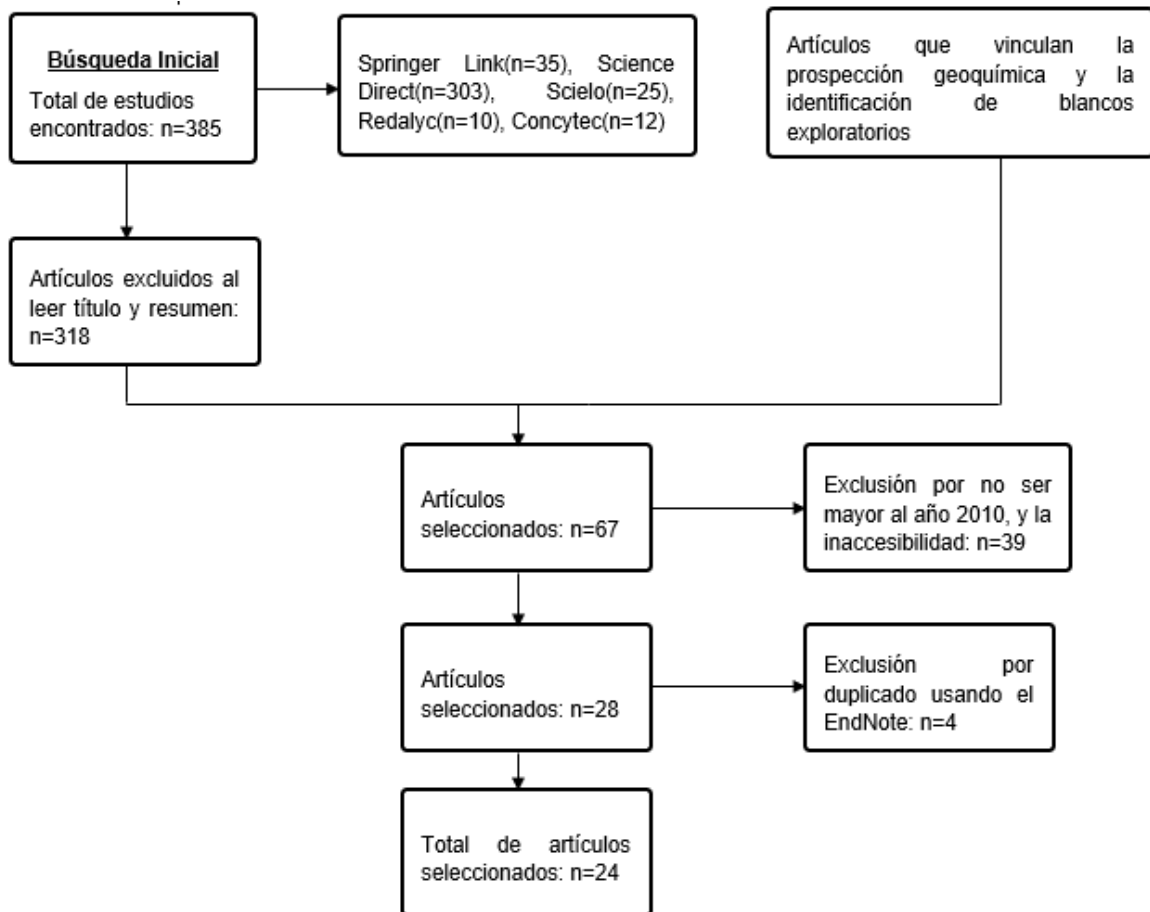 Búsqueda Inicial
Total de estudios
encontrados: n=385
Springer Link(n=35), Science
Direct(n=303), Scielo(n=25),
Redalyc(n=10), Concytec(n=12)
Artículos que vinculan la
prospección geoquímica y la
identificación de blancos
exploratorios
Artículos excluidos al
leer título y resumen:
n=318
Artículos
seleccionados: n=67
Exclusión por no ser
mayor al año 2010, y la
inaccesibilidad: n=39
Artículos
seleccionados: n=28
Exclusión por
duplicado usando el
EndNote: n=4
Total de artículos
seleccionados: n=24